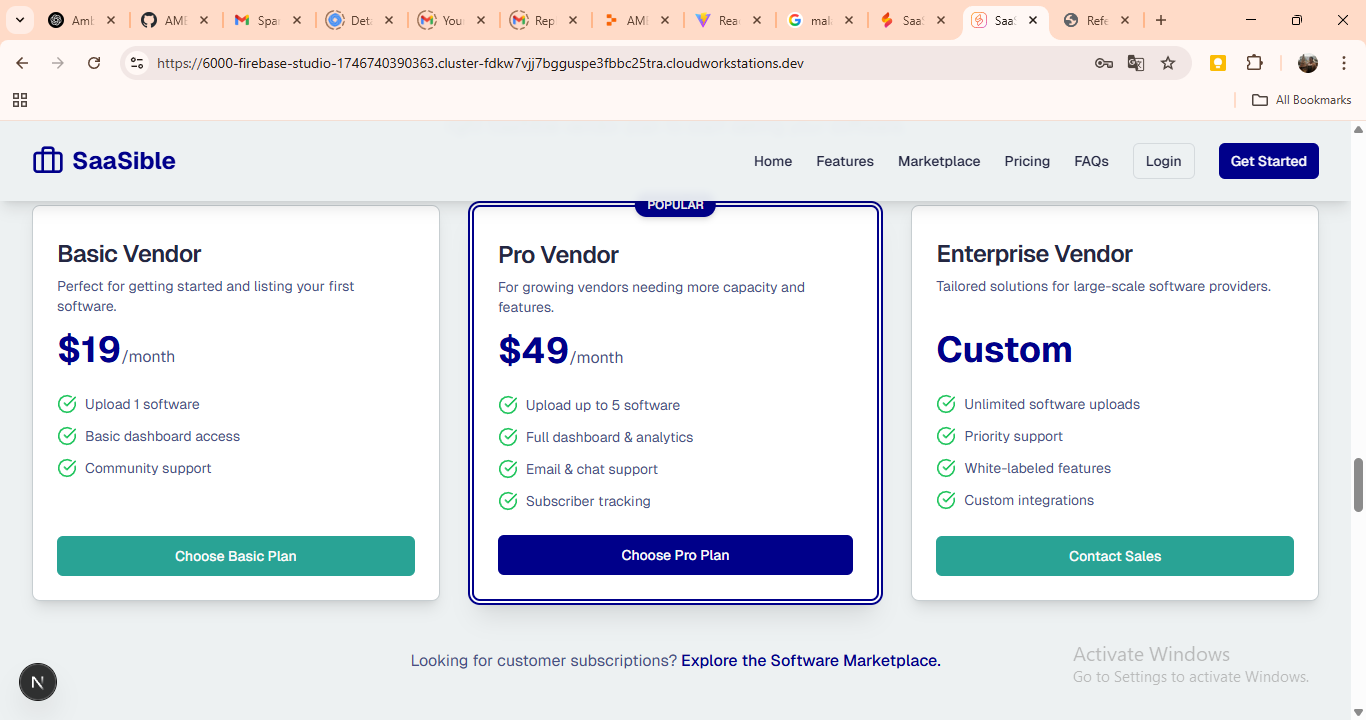 Amb
AME
Spa
Deta
You
Rep
AME
Rea
mal
SaaS
SaaS
Refe
https://6000-firebase-studio-1746740390363.cluster-fdkw7vjj7bgguspe3fbbc25tra.cloudworkstations.dev
All Bookmarks
SaaSible
Home
Features
Marketplace
Pricing
FAQs
Login
Get Started
Basic Vendor
Perfect for getting started and listing your first
software.
$19/month
Upload 1 software
Basic dashboard access
Community support
Choose Basic Plan
POPULAR
Pro Vendor
For growing vendors needing more capacity and
features.
$49/month
Upload up to 5 software
Full dashboard & analytics
Email & chat support
Subscriber tracking
Choose Pro Plan
Enterprise Vendor
Tailored solutions for large-scale software providers.
Custom
Unlimited software uploads
Priority support
White-labeled features
Custom integrations
Contact Sales
Looking for customer subscriptions? Explore the Software Marketplace.
N
Activate Windows
Go to Settings to activate Windows.